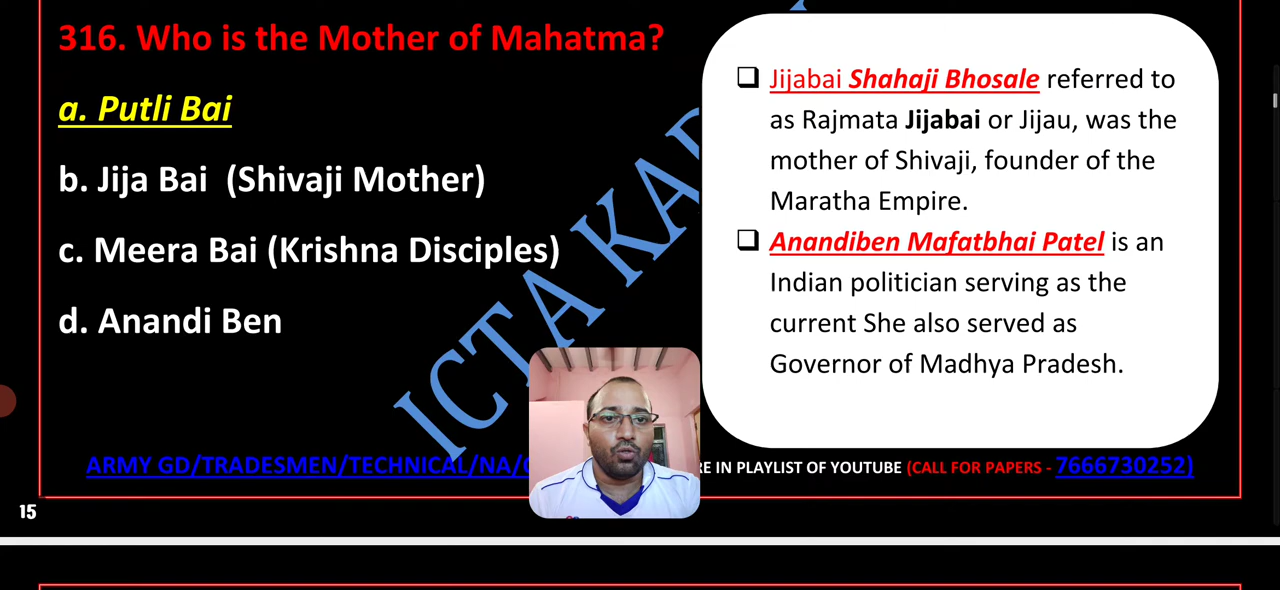 316. Who is the Mother of Mahatma?
a. Putli Bai
b. Jija Bai (Shivaji Mother)
c. Meera Bai (Krishna Disciples)
d. Anandi Ben
❑ Jijabai Shahaji Bhosale referred to
as Rajmata Jijabai or Jijau, was the
mother of Shivaji, founder of the
Maratha Empire.
❑ Anandiben Mafatbhai Patel is an
Indian politician serving as the
current She also served as
Governor of Madhya Pradesh.
ICTA
ARMY GD/TRADESMEN/TECHNICAL/NA/ IN PLAYLIST OF YOUTUBE (CALL FOR PAPERS - 7666730252)
15